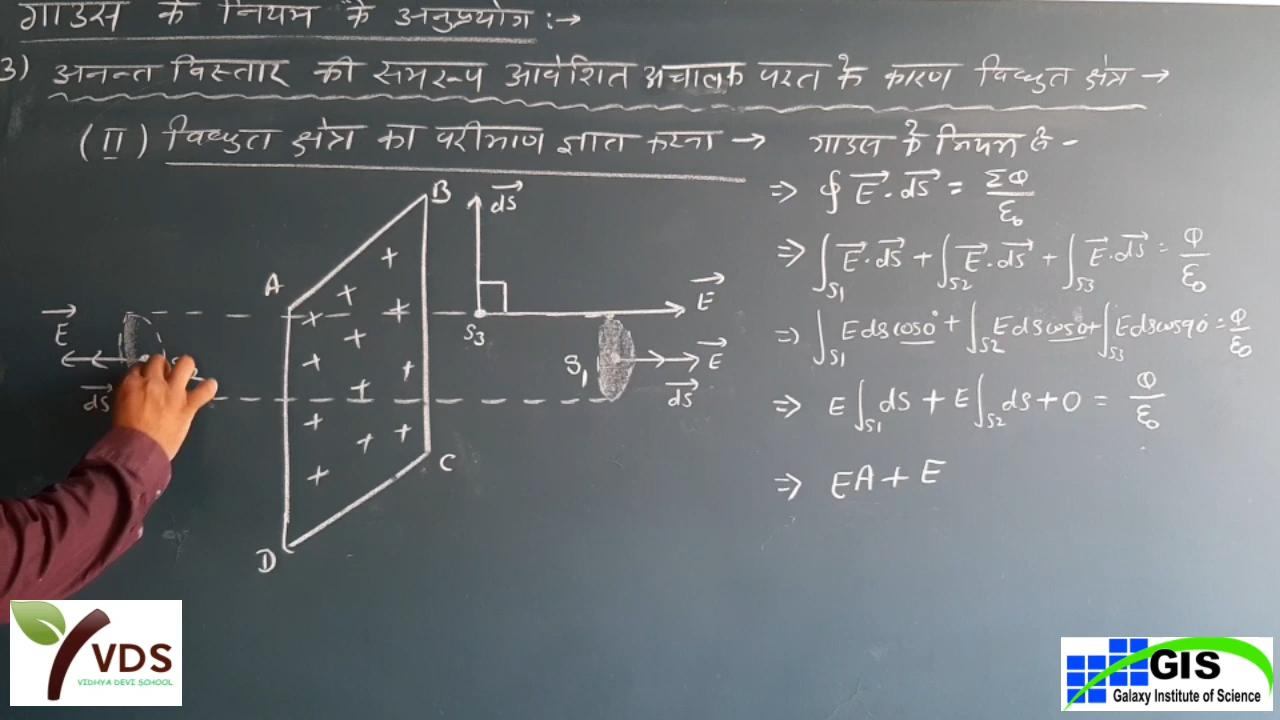 गाउस के नियम के अनुप्रयोग :→
3) अनन्त विस्तार की समरूप आवेशित अचालक परत के कारण विद्युत क्षेत्र →
(II) विद्युत क्षेत्र का परीमाण ज्ञात करना → गाउस के नियम से -
⇒ ∮ E⃗ · ds⃗ = ΣΦ/ε₀
⇒ ∫S1 E⃗ · ds⃗ + ∫S2 E⃗ · ds⃗ + ∫S3 E⃗ · ds⃗ = Φ/ε₀
⇒ ∫S1 E ds cos0° + ∫S2 E ds cos0 + ∫S3 E ds cos90° = Φ/ε₀
⇒ E ∫S1 ds + E ∫S2 ds + 0 = Φ/ε₀
⇒ EA + E
B
ds⃗
A
E⃗
S3
E⃗
S1
E⃗
ds⃗
ds⃗
C
D
VDS
VIDHYA DEVI SCHOOL
GIS
Galaxy Institute of Science